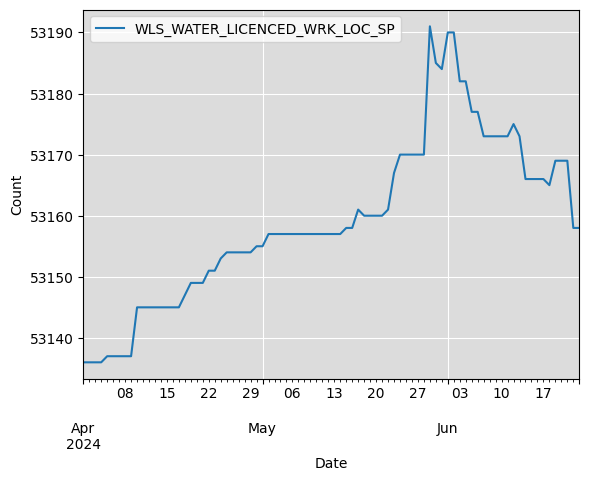 WLS_WATER_LICENCED_WRK_LOC_SP
53190
53180
53170
53160
53150
53140
Count
08 15 22 29 06 13 20 27 03 10 17
Apr May Jun
2024
Date